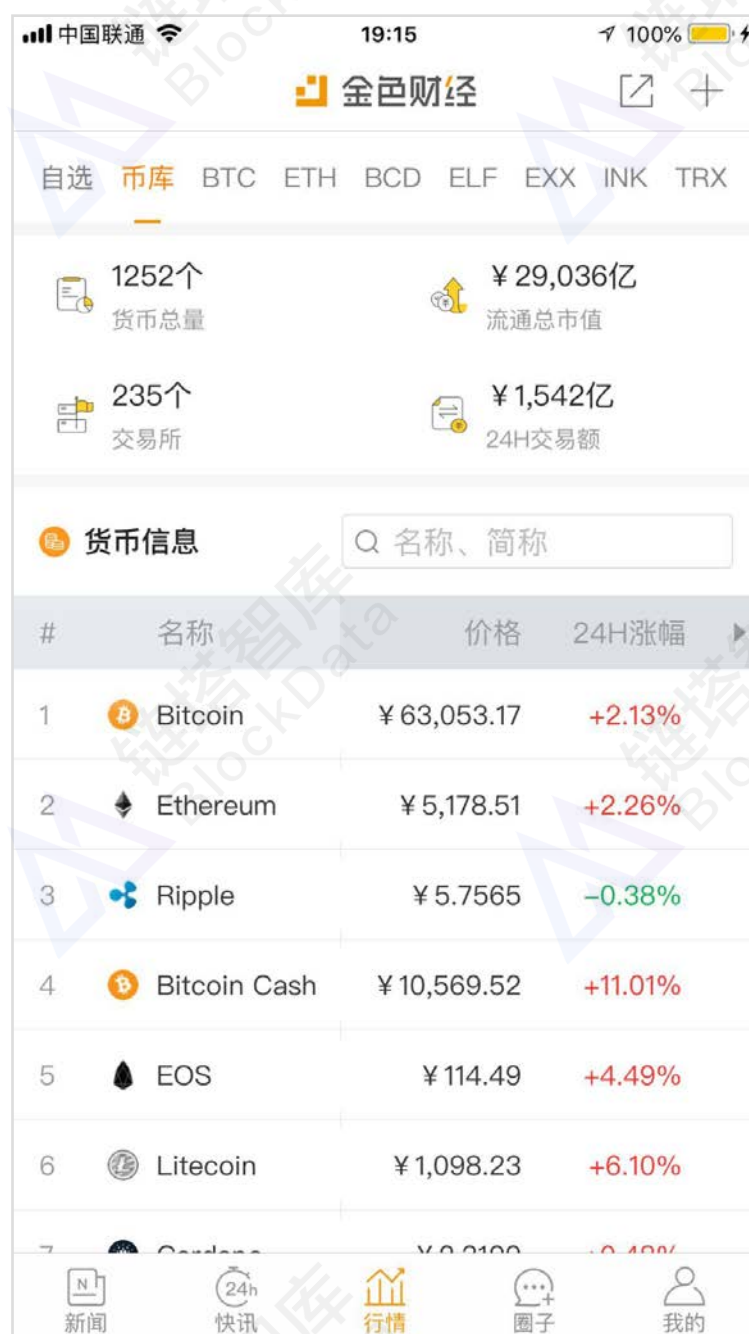 中国联通 19:15 100%
金色财经
自选 币库 BTC ETH BCD ELF EXX INK TRX
1252个 ¥29,036亿
货币总量 流通总市值
235个 ¥1,542亿
交易所 24H交易额
货币信息 名称、简称
# 名称 价格 24H涨幅
1 Bitcoin ¥63,053.17 +2.13%
2 Ethereum ¥5,178.51 +2.26%
3 Ripple ¥5.7565 -0.38%
4 Bitcoin Cash ¥10,569.52 +11.01%
5 EOS ¥114.49 +4.49%
6 Litecoin ¥1,098.23 +6.10%
24h
新闻 快讯 行情 圈子 我的
链塔智库
BlockData